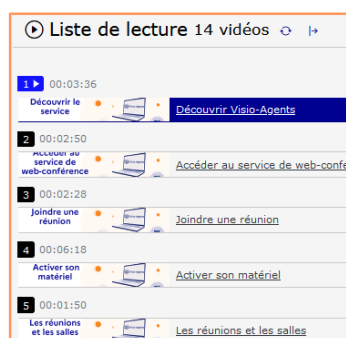 Liste de lecture 14 vidéos
1 00:03:36
Découvrir le
service
Découvrir Visio-Agents
2 00:02:50
Accéder au
service de
web-conférence
Accéder au service de web-confé
3 00:02:28
Joindre une
réunion
Joindre une réunion
4 00:06:18
Activer son
matériel
Activer son matériel
5 00:01:50
Les réunions
et les salles
Les réunions et les salles